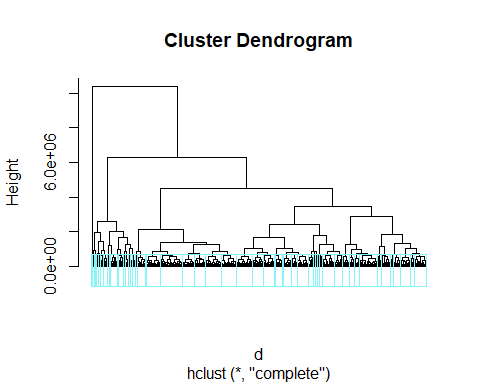 Cluster Dendrogram
Height
6.0e+06
0.0e+00
d
hclust (*, "complete")